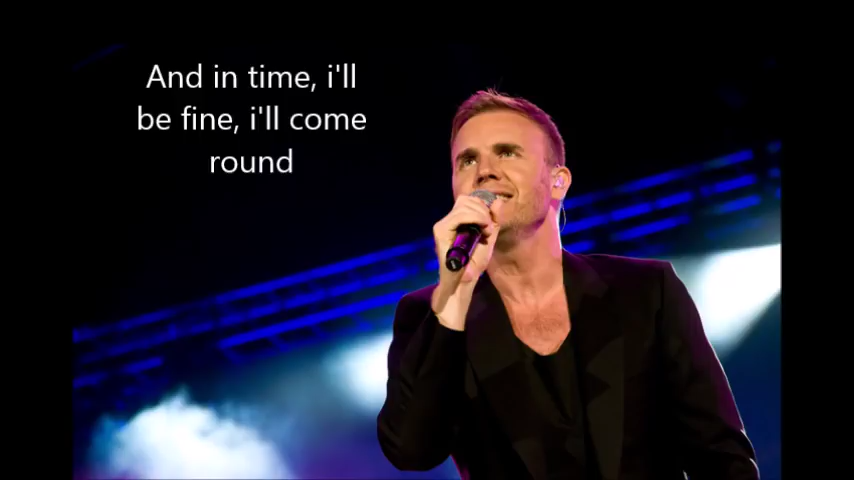 And in time, i'll
be fine, i'll come
round